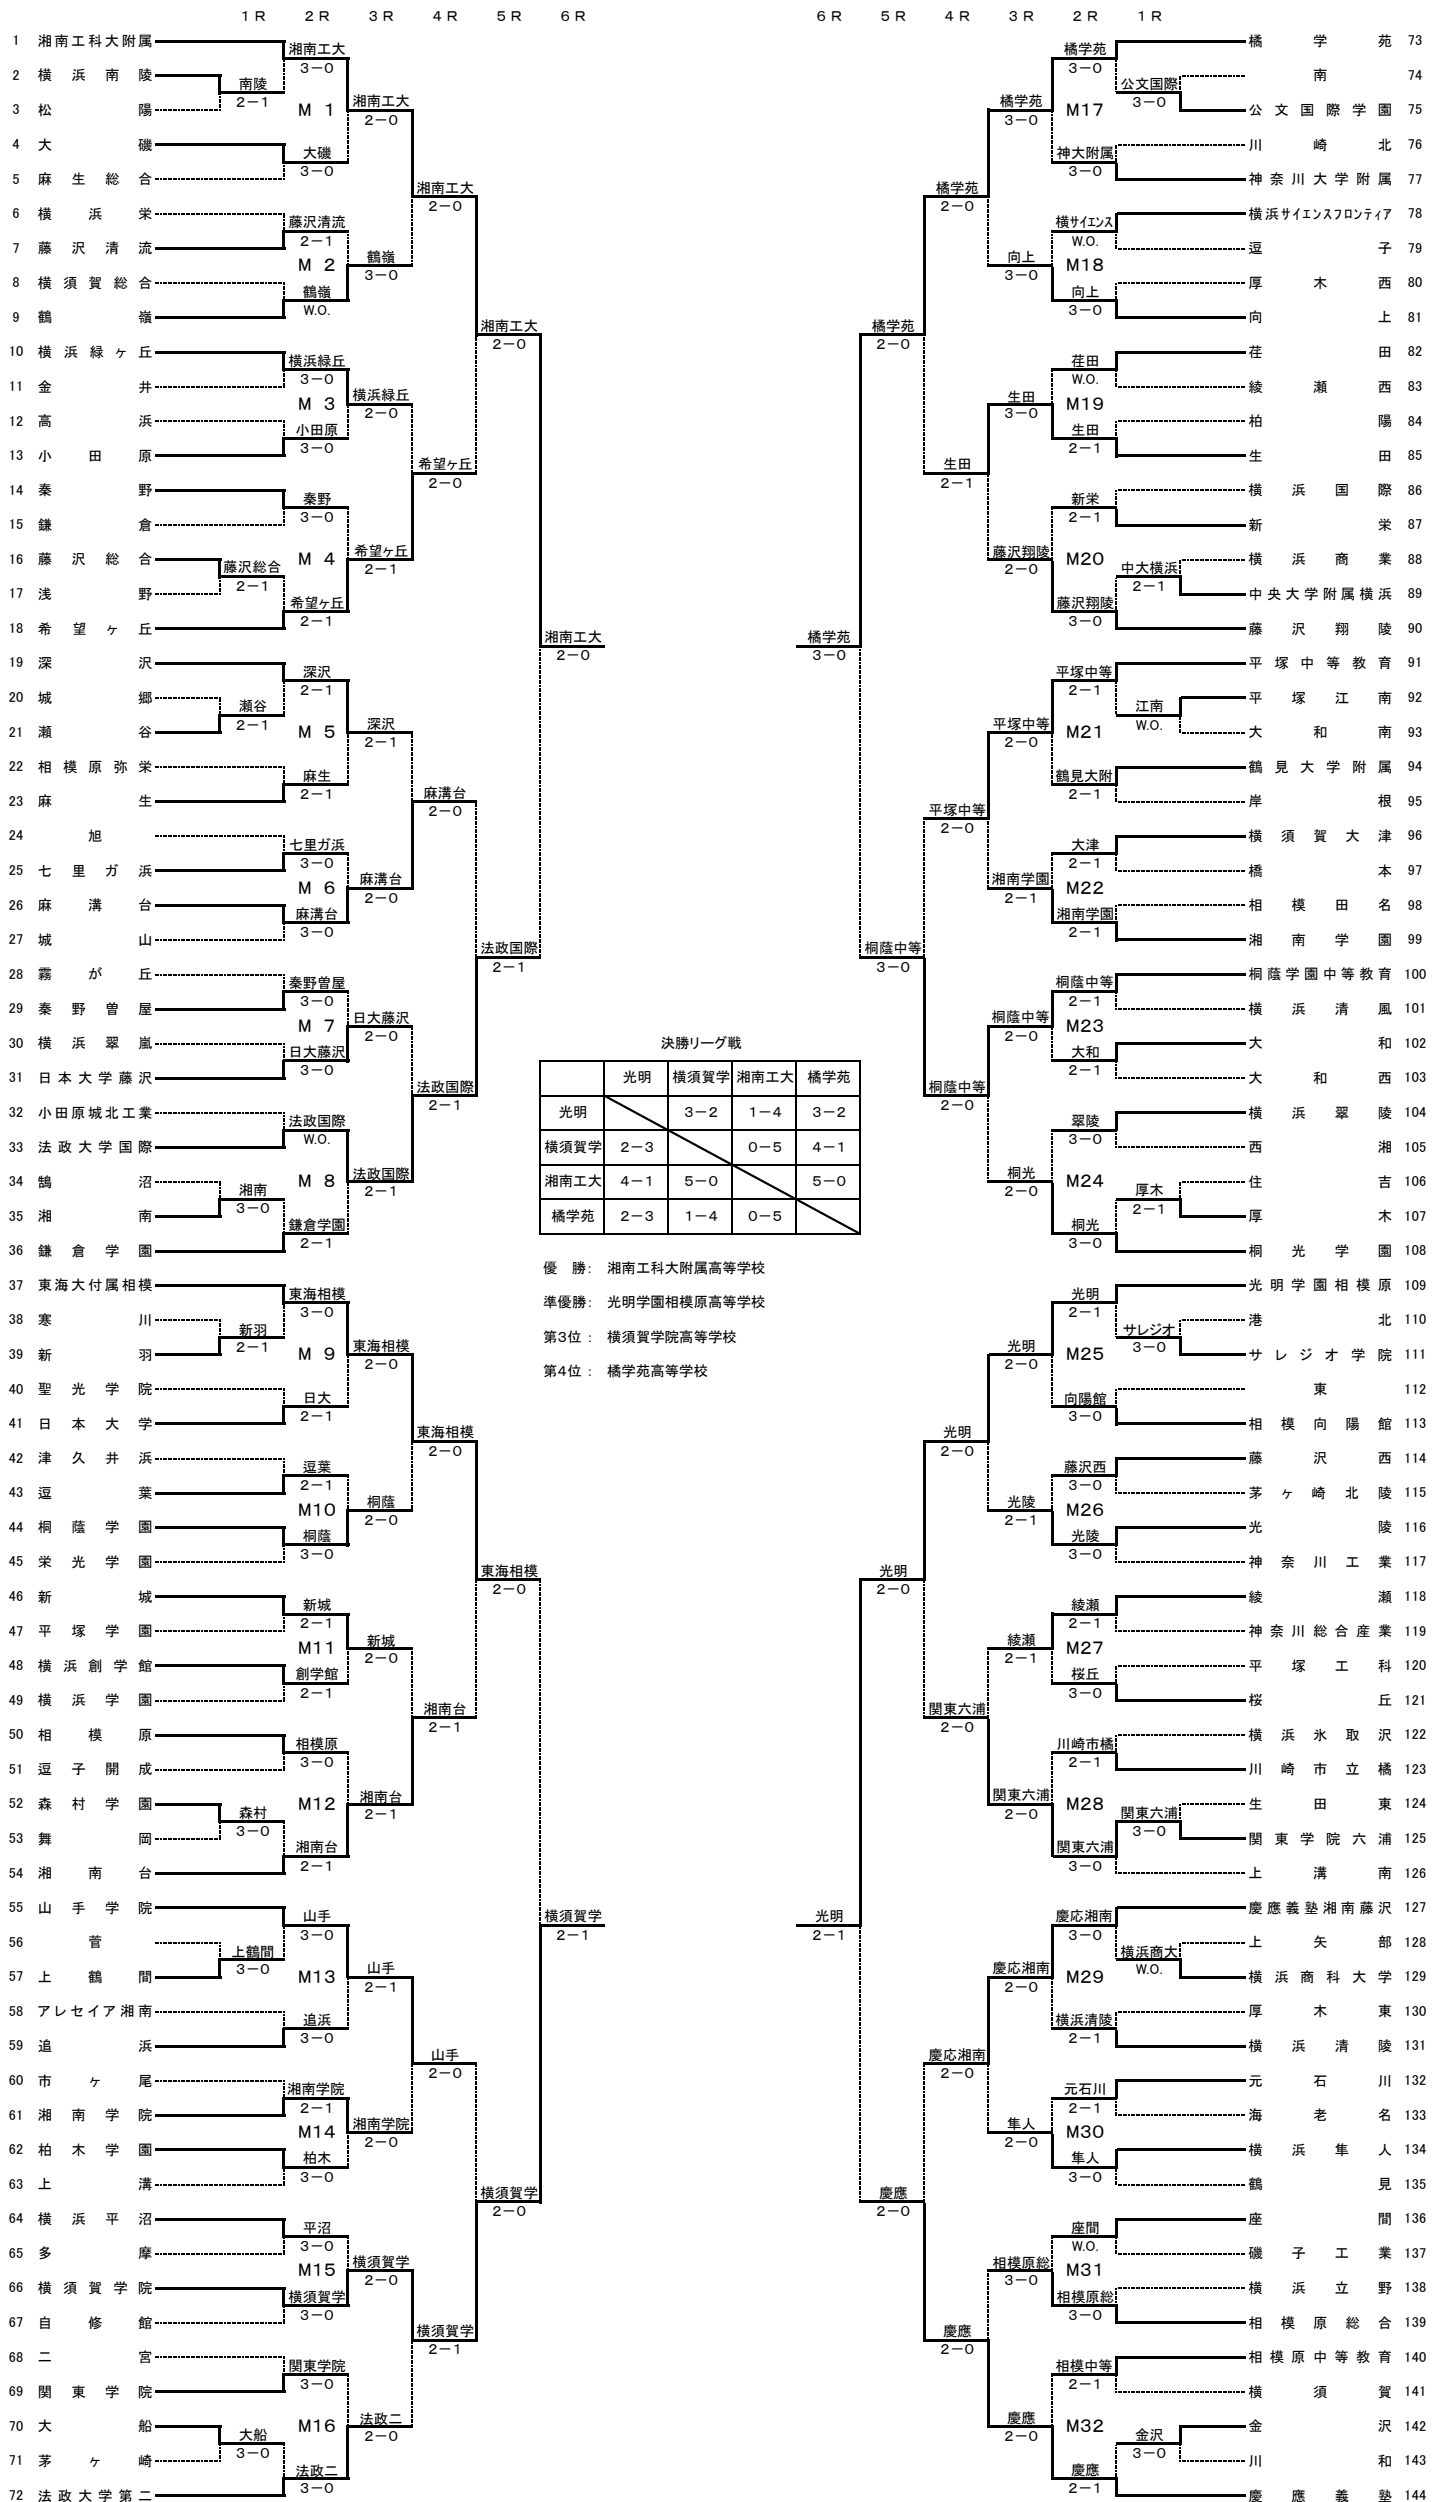 1R 2R 3R 4R 5R 6R
6R 5R 4R 3R 2R 1R
1 湘南工科大附属
2 横浜南陵
3 松陽
4 大磯
5 麻生総合
6 横浜栄
7 藤沢清流
8 横須賀総合
9 鶴嶺
10 横浜緑ヶ丘
11 金井
12 高浜
13 小田原
14 秦野
15 鎌倉
16 藤沢総合
17 浅野
18 希望ヶ丘
19 深沢
20 城郷
21 瀬谷
22 相模原弥栄
23 麻生
24 旭
25 七里ガ浜
26 麻溝台
27 城山
28 霧が丘
29 秦野曽屋
30 横浜翠嵐
31 日本大学藤沢
32 小田原城北工業
33 法政大学国際
34 鵠沼
35 湘南
36 鎌倉学園
37 東海大付属相模
38 寒川
39 新羽
40 聖光学院
41 日本大学
42 津久井浜
43 逗葉
44 桐蔭学園
45 栄光学園
46 新城
47 平塚学園
48 横浜創学館
49 横浜学園
50 相模原
51 逗子開成
52 森村学園
53 舞岡
54 湘南台
55 山手学院
56 菅
57 上鶴間
58 アレセイア湘南
59 追浜
60 市ヶ尾
61 湘南学院
62 柏木学園
63 上溝
64 横浜平沼
65 多摩
66 横須賀学院
67 自修館
68 二宮
69 関東学院
70 大船
71 茅ヶ崎
72 法政大学第二
南陵
2-1
藤沢総合
2-1
瀬谷
2-1
湘南
3-0
新羽
2-1
森村
3-0
上鶴間
3-0
大船
3-0
湘南工大
3-0
M 1
大磯
3-0
藤沢清流
2-1
M 2
鶴嶺
W.O.
横浜緑丘
3-0
M 3
小田原
3-0
秦野
3-0
M 4
希望ヶ丘
2-1
深沢
2-1
M 5
麻生
2-1
七里ガ浜
3-0
M 6
麻溝台
3-0
秦野曽屋
3-0
M 7
日大藤沢
3-0
法政国際
W.O.
M 8
鎌倉学園
2-1
東海相模
3-0
M 9
日大
2-1
逗葉
2-1
M10
桐蔭
3-0
新城
2-1
M11
創学館
2-1
相模原
3-0
M12
湘南台
2-1
山手
3-0
M13
追浜
3-0
湘南学院
2-1
M14
柏木
3-0
平沼
3-0
M15
横須賀学
3-0
関東学院
3-0
M16
法政二
3-0
湘南工大
2-0
鶴嶺
3-0
横浜緑丘
2-0
希望ヶ丘
2-1
深沢
2-1
麻溝台
2-0
日大藤沢
2-0
法政国際
2-1
東海相模
2-0
桐蔭
2-0
新城
2-0
湘南台
2-1
山手
2-1
湘南学院
2-0
横須賀学
2-0
法政二
2-0
湘南工大
2-0
希望ヶ丘
2-0
麻溝台
2-0
法政国際
2-1
東海相模
2-0
湘南台
2-1
山手
2-0
横須賀学
2-1
湘南工大
2-0
法政国際
2-1
東海相模
2-0
横須賀学
2-0
湘南工大
2-0
横須賀学
2-1
決勝リーグ戦
光明 横須賀学 湘南工大 橘学苑
光明 3-2 1-4 3-2
横須賀学 2-3 0-5 4-1
湘南工大 4-1 5-0 5-0
橘学苑 2-3 1-4 0-5
優 勝: 湘南工科大附属高等学校
準優勝: 光明学園相模原高等学校
第3位: 横須賀学院高等学校
第4位: 橘学苑高等学校
橘学苑
3-0
光明
2-1
橘学苑
2-0
桐蔭中等
3-0
光明
2-0
慶應
2-0
橘学苑
2-0
生田
2-1
平塚中等
2-0
桐蔭中等
2-0
光明
2-0
関東六浦
2-0
慶応湘南
2-0
慶應
2-0
橘学苑
3-0
向上
3-0
生田
3-0
藤沢翔陵
2-0
平塚中等
2-0
湘南学園
2-1
桐蔭中等
2-0
桐光
2-0
光明
2-0
光陵
2-1
綾瀬
2-1
関東六浦
2-0
慶応湘南
2-0
隼人
2-0
相模原総
3-0
慶應
2-0
橘学苑
3-0
M17
神大附属
3-0
横サイエンス
W.O.
M18
向上
3-0
荏田
W.O.
M19
生田
2-1
新栄
2-1
M20
藤沢翔陵
3-0
平塚中等
2-1
M21
鶴見大附
2-1
大津
2-1
M22
湘南学園
2-1
桐蔭中等
2-1
M23
大和
2-1
翠陵
3-0
M24
桐光
3-0
光明
2-1
M25
向陽館
3-0
藤沢西
3-0
M26
光陵
3-0
綾瀬
2-1
M27
桜丘
3-0
川崎市橘
2-1
M28
関東六浦
3-0
慶応湘南
3-0
M29
横浜清陵
2-1
元石川
2-1
M30
隼人
3-0
座間
W.O.
M31
相模原総
3-0
相模中等
2-1
M32
慶應
2-1
公文国際
3-0
中大横浜
2-1
江南
W.O.
厚木
2-1
サレジオ
3-0
関東六浦
3-0
横浜商大
W.O.
金沢
3-0
橘学苑 73
南 74
公文国際学園 75
川崎北 76
神奈川大学附属 77
横浜サイエンスフロンティア 78
逗子 79
厚木西 80
向上 81
荏田 82
綾瀬西 83
柏陽 84
生田 85
横浜国際 86
新栄 87
横浜商業 88
中央大学附属横浜 89
藤沢翔陵 90
平塚中等教育 91
平塚江南 92
大和南 93
鶴見大学附属 94
岸根 95
横須賀大津 96
橋本 97
相模田名 98
湘南学園 99
桐蔭学園中等教育 100
横浜清風 101
大和 102
大和西 103
横浜翠陵 104
西湘 105
住吉 106
厚木 107
桐光学園 108
光明学園相模原 109
港北 110
サレジオ学院 111
東 112
相模向陽館 113
藤沢西 114
茅ヶ崎北陵 115
光陵 116
神奈川工業 117
綾瀬 118
神奈川総合産業 119
平塚工科 120
桜丘 121
横浜氷取沢 122
川崎市立橘 123
生田東 124
関東学院六浦 125
上溝南 126
慶應義塾湘南藤沢 127
上矢部 128
横浜商科大学 129
厚木東 130
横浜清陵 131
元石川 132
海老名 133
横浜隼人 134
鶴見 135
座間 136
磯子工業 137
横浜立野 138
相模原総合 139
相模原中等教育 140
横須賀 141
金沢 142
川和 143
慶應義塾 144